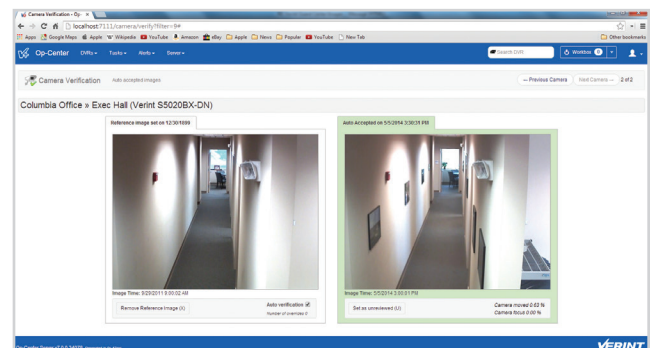 Camera Verification - Op-
localhost:7111/camera/verify?filter=9#
Apps Google Maps Apple Wikipedia YouTube Amazon eBay Apple News Popular YouTube New Tab Other bookmarks
Op-Center DVRs Tasks Alerts Server Search DVRs Workbox 0
Camera Verification Auto accepted images
Previous Camera Next Camera 2 of 2
Columbia Office » Exec Hall (Verint S5020BX-DN)
Reference image set on 12/30/1899
Auto Accepted on 5/5/2014 3:36:31 PM
Image Time: 9/29/2011 9:00:02 AM
Image Time: 5/5/2014 3:36:01 PM
Remove Reference Image (X)
Auto verification
Number of overrides 0
Set as unreviewed (U)
Camera moved 0.63 %
Camera focus 0.00 %
VERINT